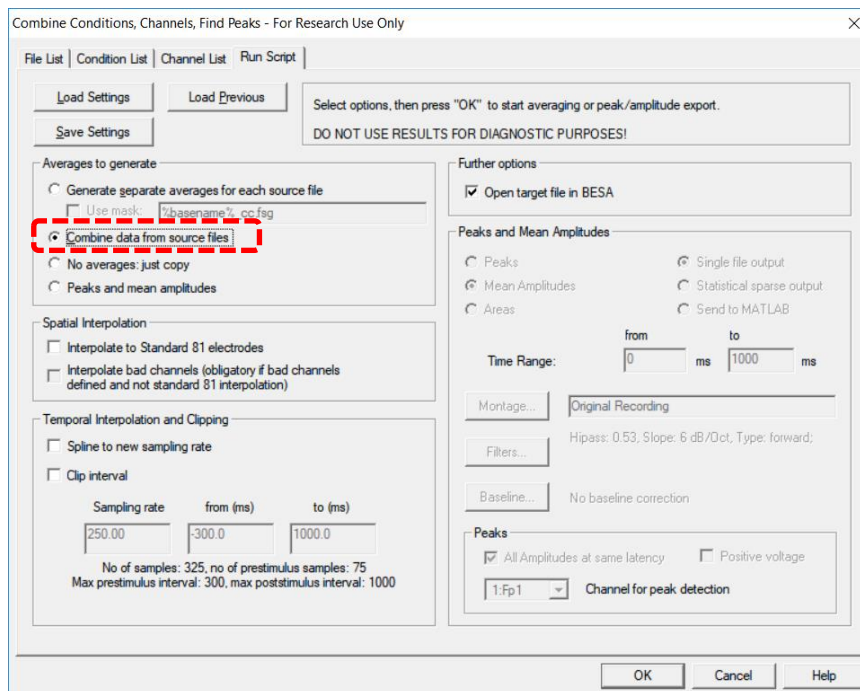 Combine Conditions, Channels, Find Peaks - For Research Use Only
File List
Condition List
Channel List
Run Script
Load Settings
Load Previous
Save Settings
Select options, then press "OK" to start averaging or peak/amplitude export.
DO NOT USE RESULTS FOR DIAGNOSTIC PURPOSES!
Averages to generate
Generate separate averages for each source file
Use mask: %basename%_cc.fsg
Combine data from source files
No averages: just copy
Peaks and mean amplitudes
Spatial Interpolation
Interpolate to Standard 81 electrodes
Interpolate bad channels (obligatory if bad channels
defined and not standard 81 interpolation)
Temporal Interpolation and Clipping
Spline to new sampling rate
Clip interval
Sampling rate from (ms) to (ms)
250.00 -300.0 1000.0
No of samples: 325, no of prestimulus samples: 75
Max prestimulus interval: 300, max poststimulus interval: 1000
Further options
Open target file in BESA
Peaks and Mean Amplitudes
Peaks Single file output
Mean Amplitudes Statistical sparse output
Areas Send to MATLAB
from to
Time Range: 0 ms 1000 ms
Montage... Original Recording
Filters... Hipass: 0.53, Slope: 6 dB/Oct, Type: forward;
Baseline... No baseline correction
Peaks
All Amplitudes at same latency Positive voltage
1:Fp1 Channel for peak detection
OK Cancel Help